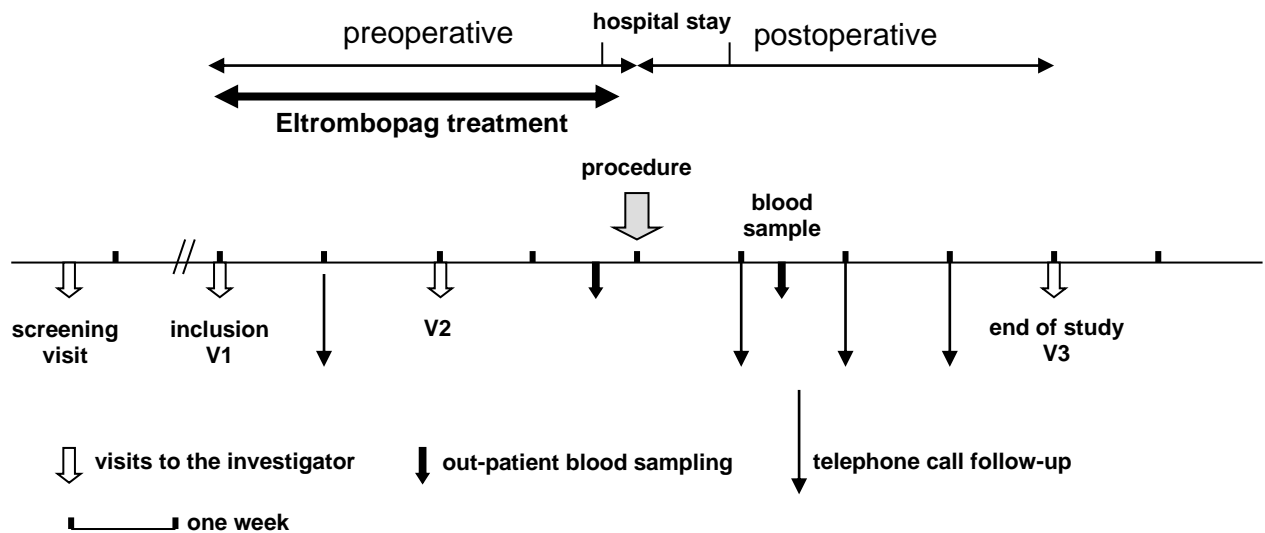 hospital stay
preoperative
postoperative
Eltrombopag treatment
procedure
blood
sample
screening
visit
inclusion
V1
V2
end of study
V3
visits to the investigator
out-patient blood sampling
telephone call follow-up
one week